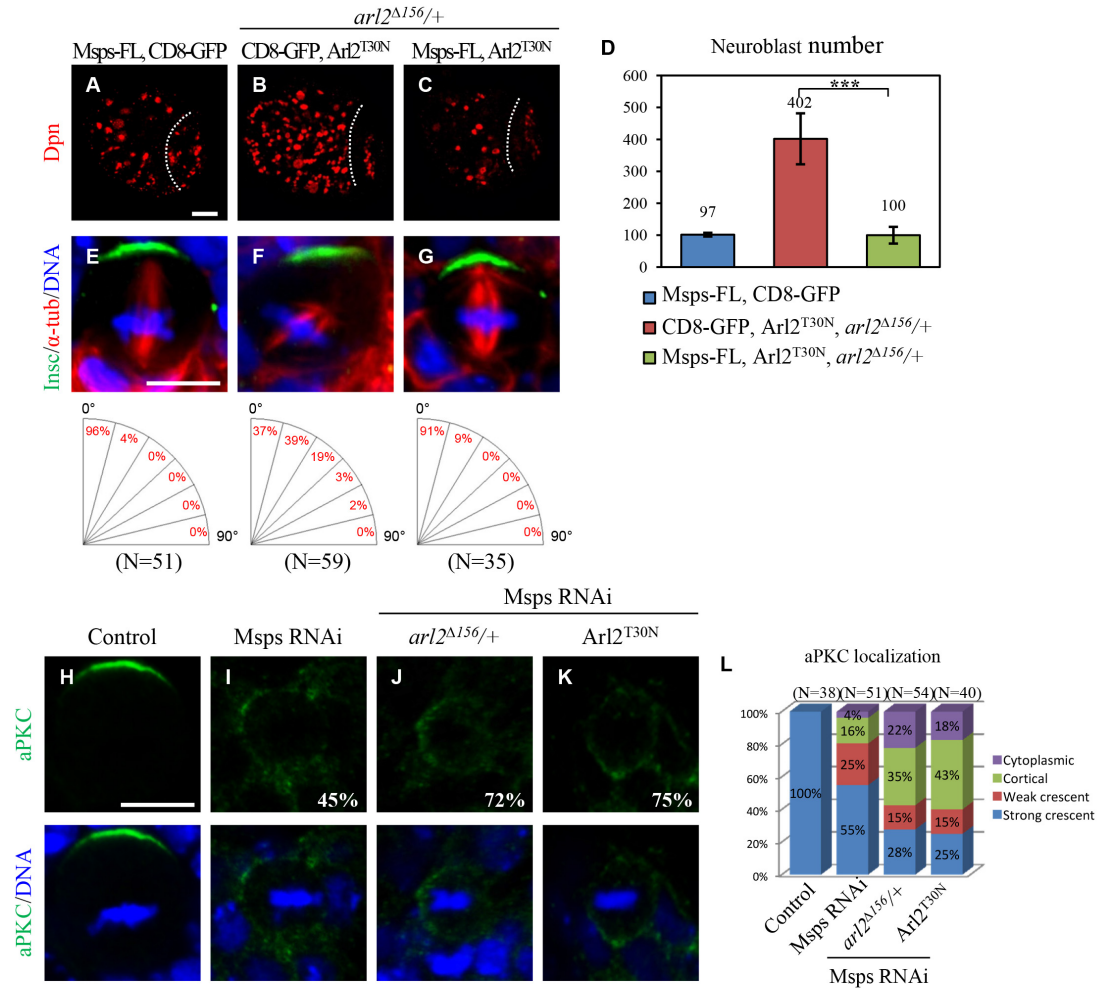 arl2Δ156/+
Msps-FL, CD8-GFP
CD8-GFP, Arl2T30N
Msps-FL, Arl2T30N
Dpn
A
B
C
Insc/α-tub/DNA
E
F
G
0°
96%
4%
0%
0%
0%
0%
(N=51)
0°
37%
39%
19%
3%
2%
0%
90°
(N=59)
0°
91%
9%
0%
0%
0%
0%
90°
(N=35)
90°
D
Neuroblast number
600
500
400
300
200
100
0
97
402
100
***
Msps-FL, CD8-GFP
CD8-GFP, Arl2T30N, arl2Δ156/+
Msps-FL, Arl2T30N, arl2Δ156/+
Msps RNAi
Control
Msps RNAi
arl2Δ156/+
Arl2T30N
aPKC
H
I
45%
J
72%
K
75%
aPKC/DNA
L
aPKC localization
(N=38)(N=51)(N=54)(N=40)
100%
80%
60%
40%
20%
0%
100%
4%
16%
25%
55%
22%
35%
15%
28%
18%
43%
15%
25%
Cytoplasmic
Cortical
Weak crescent
Strong crescent
Control
Msps RNAi
arl2Δ156/+
Arl2T30N
Msps RNAi